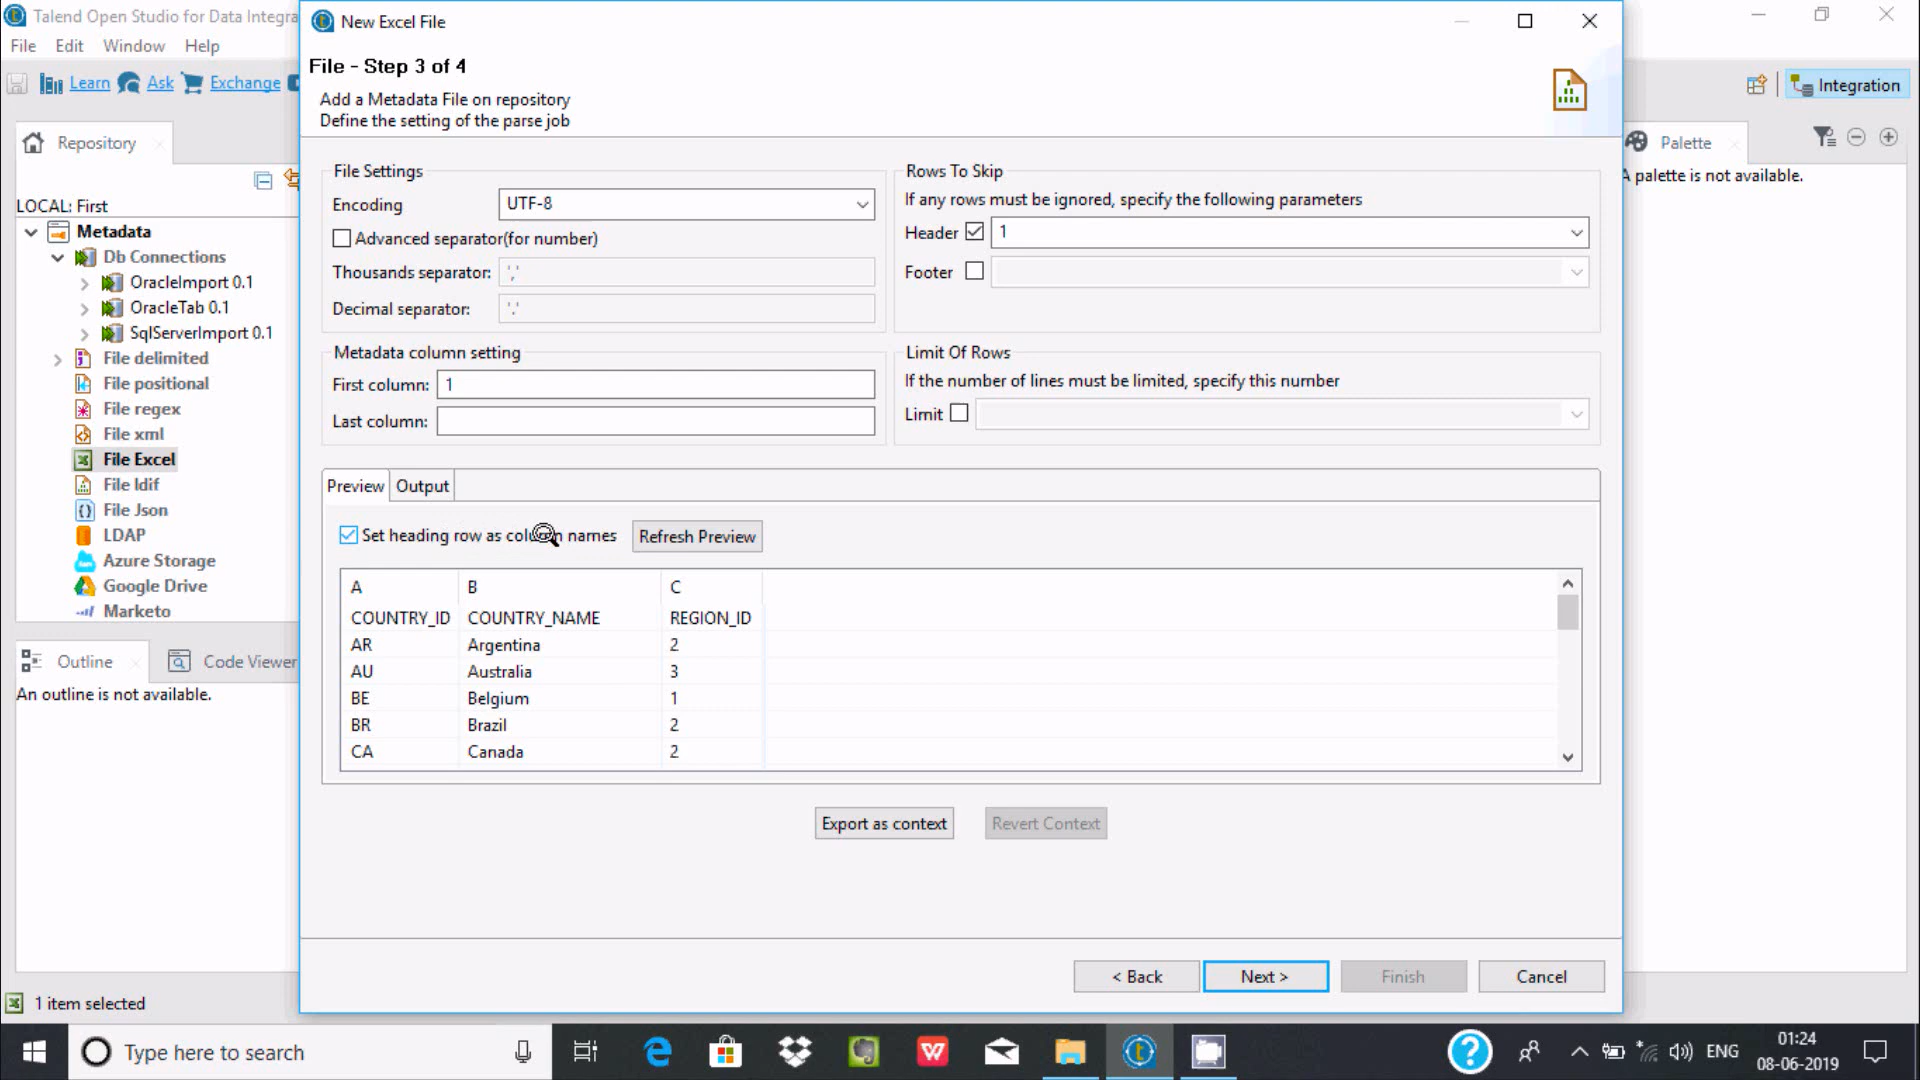 Talend Open Studio for Data Integra
File Edit Window Help
Learn Ask Exchange
Integration
Repository
LOCAL: First
Metadata
Db Connections
OracleImport 0.1
OracleTab 0.1
SqlServerImport 0.1
File delimited
File positional
File regex
File xml
File Excel
File ldif
File Json
LDAP
Azure Storage
Google Drive
Marketo
Outline Code Viewer
An outline is not available.
1 item selected
New Excel File
File - Step 3 of 4
Add a Metadata File on repository
Define the setting of the parse job
File Settings
Encoding UTF-8
Advanced separator(for number)
Thousands separator: ','
Decimal separator: '.'
Rows To Skip
If any rows must be ignored, specify the following parameters
Header 1
Footer
Metadata column setting
First column: 1
Last column:
Limit Of Rows
If the number of lines must be limited, specify this number
Limit
Preview Output
Set heading row as column names Refresh Preview
A B C
COUNTRY_ID COUNTRY_NAME REGION_ID
AR Argentina 2
AU Australia 3
BE Belgium 1
BR Brazil 2
CA Canada 2
Export as context Revert Context
< Back Next > Finish Cancel
Palette
A palette is not available.
Type here to search
ENG
01:24
08-06-2019